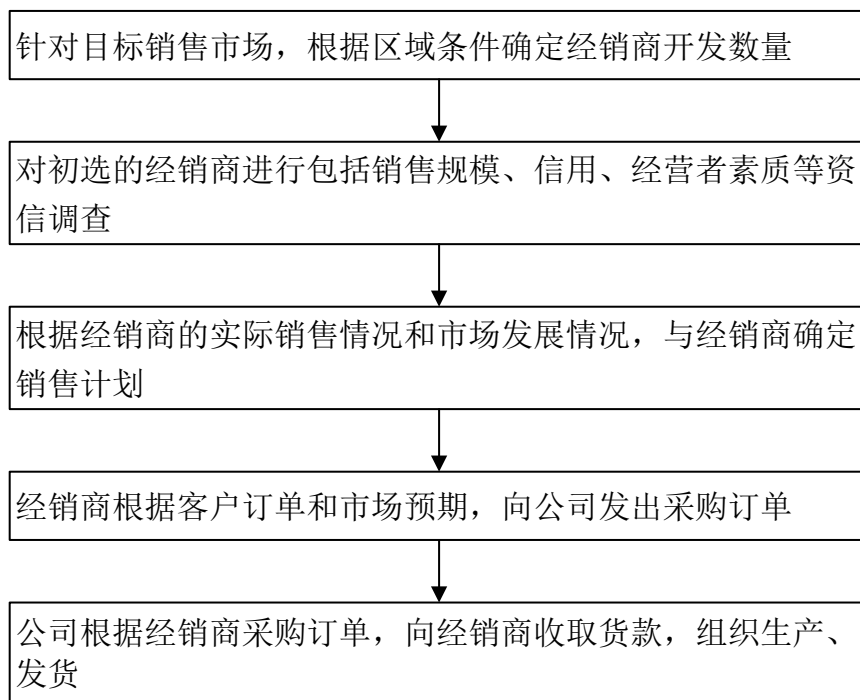 针对目标销售市场，根据区域条件确定经销商开发数量
对初选的经销商进行包括销售规模、信用、经营者素质等资
信调查
根据经销商的实际销售情况和市场发展情况，与经销商确定
销售计划
经销商根据客户订单和市场预期，向公司发出采购订单
公司根据经销商采购订单，向经销商收取货款，组织生产、
发货